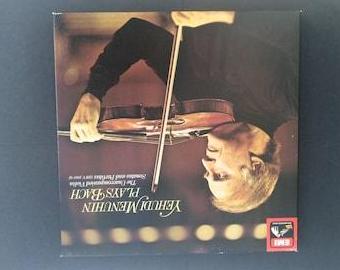 YEHUDI MENUHIN
PLAYS BACH
The Unaccompanied Violin
Sonatas and Partitas
EMI